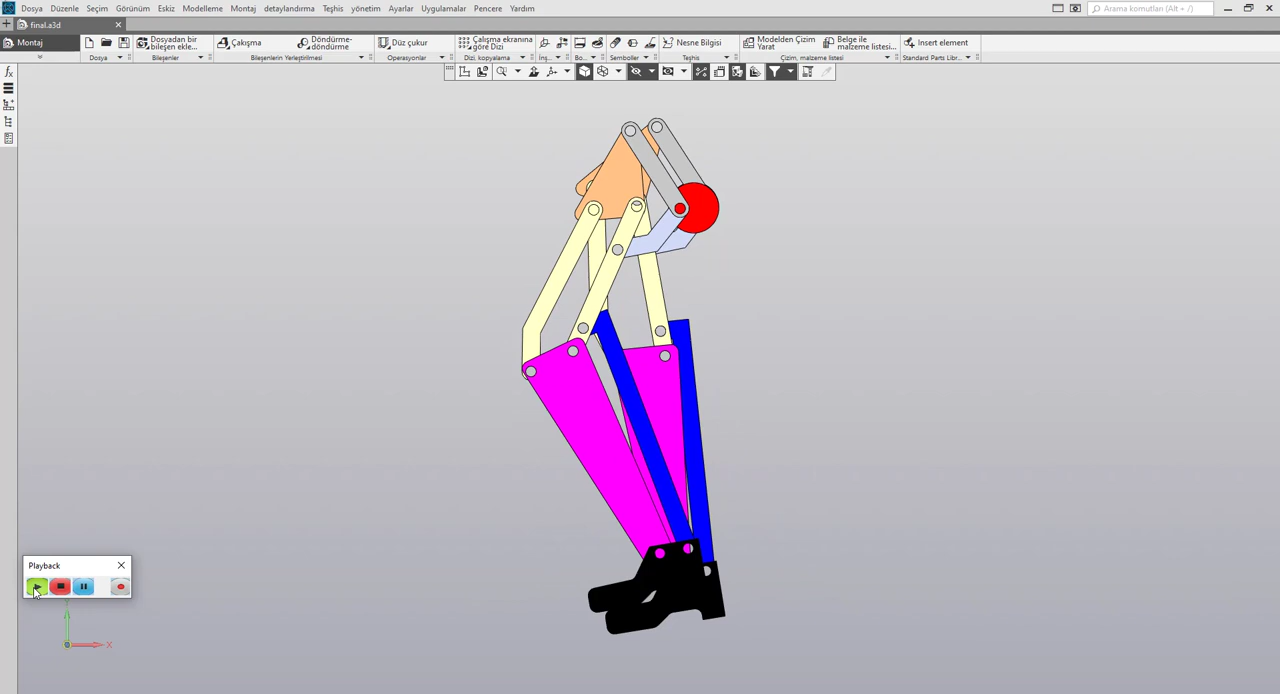 Dosya Düzenle Seçim Görünüm Eskiz Modelleme Montaj detaylandırma Teşhis yönetim Ayarlar Uygulamalar Pencere Yardım
Arama komutları (Alt + /)
final.a3d
Montaj
Dosyadan bir bileşen ekle...
Çakışma
Döndürme-döndürme
Düz çukur
Çalışma ekranına göre Dizi
Nesne Bilgisi
Modelden Çizim Yarat
Belge ile malzeme listesi...
Insert element
Dosya
Bileşenler
Bileşenlerin Yerleştirilmesi
Operasyonlar
Dizi, kopyalama
İnş...
Bo...
Semboller
Teşhis
Çizim, malzeme listesi
Standard Parts Libr...
Playback
X